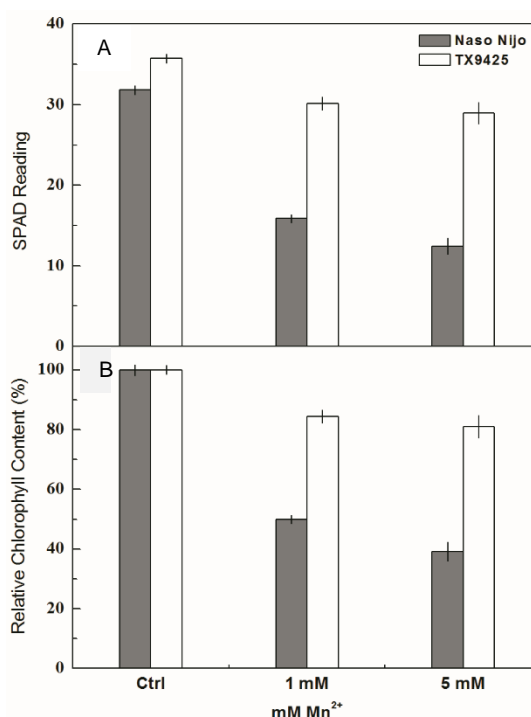 A
Naso Nijo
TX9425
40
30
20
10
0
SPAD Reading
B
100
80
60
40
20
0
Relative Chlorophyll Content (%)
Ctrl 1 mM 5 mM
mM Mn²⁺